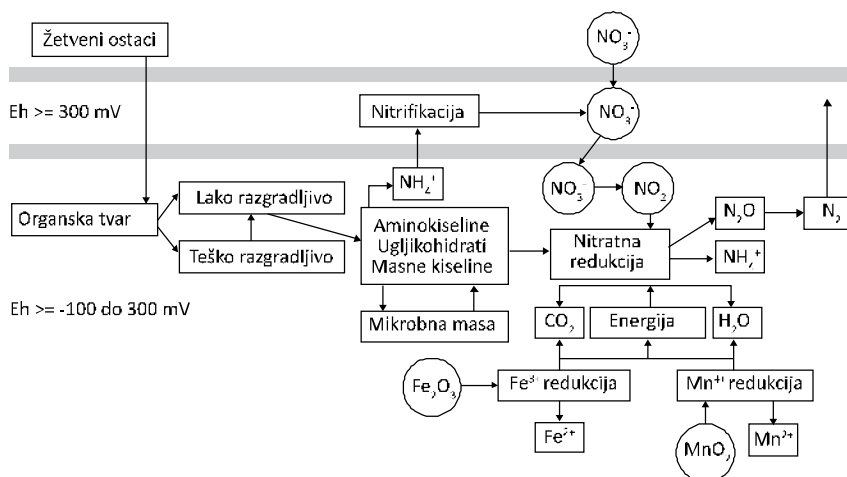 Žetveni ostaci
NO₃⁻
Eh >= 300 mV
Nitrifikacija
NO₃⁻
NH₄⁺
NO₃⁻
NO₂
Organska tvar
Lako razgradljivo
Teško razgradljivo
Aminokiseline
Ugljikohidrati
Masne kiseline
Nitratna
redukcija
N₂O
N₂
NH₄⁺
Eh >= -100 do 300 mV
Mikrobna masa
CO₂
Energija
H₂O
Fe₂O₃
Fe³⁺ redukcija
Mn⁴⁺ redukcija
Fe²⁺
MnO₂
Mn²⁺